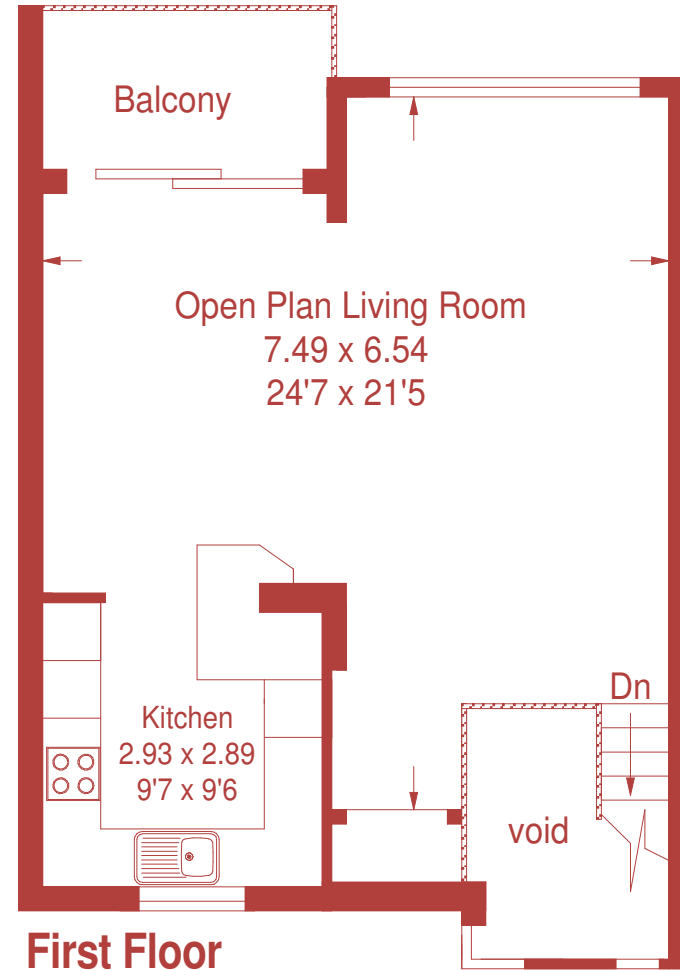 Balcony
Open Plan Living Room
7.49 x 6.54
24'7 x 21'5
Dn
Kitchen
2.93 x 2.89
9'7 x 9'6
void
First Floor